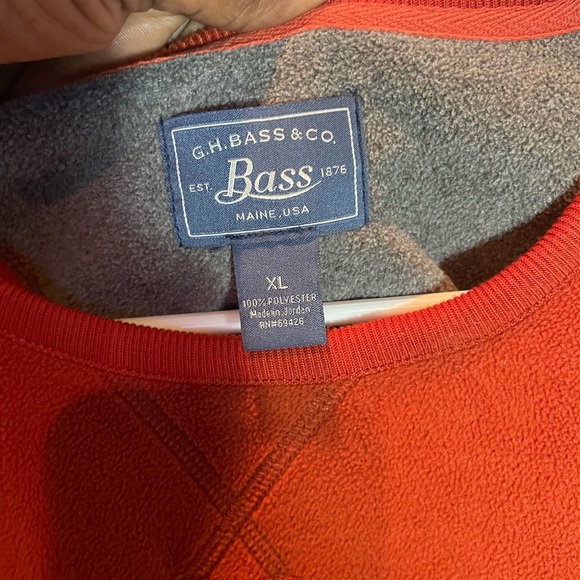 G.H.BASS & CO.
EST. Bass 1876
MAINE, USA
XL
100% POLYESTER
Made in Jordan
RN#69426